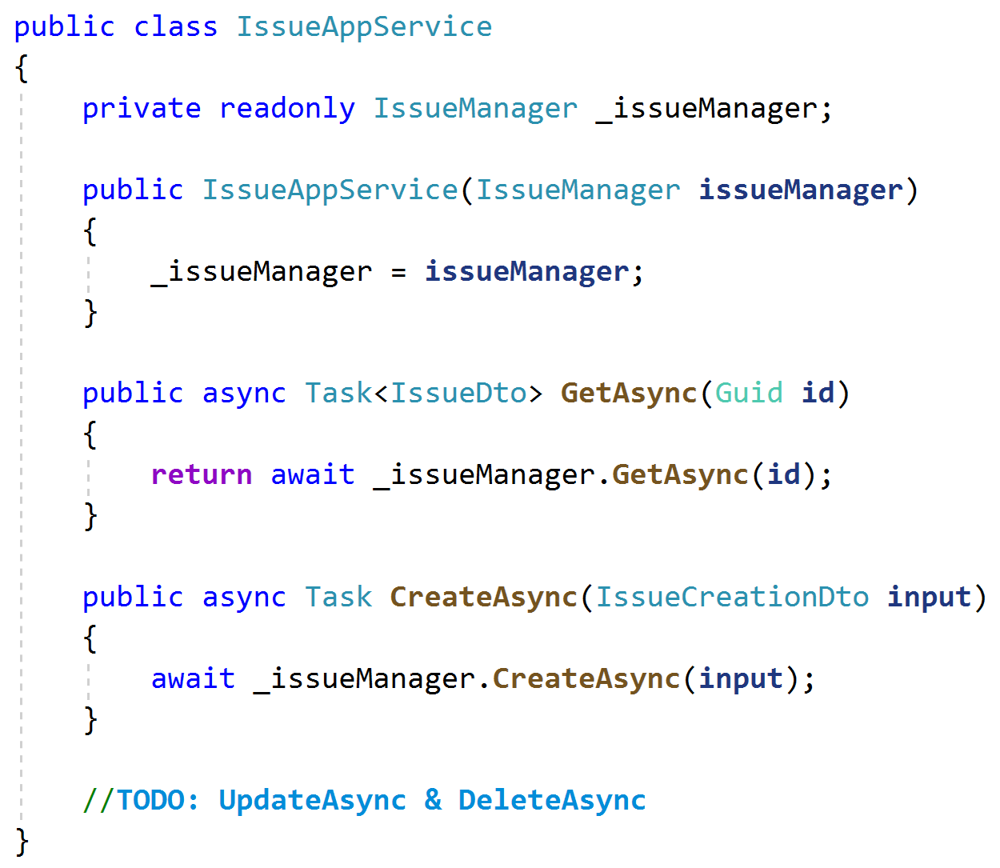 public class IssueAppService
{
    private readonly IssueManager _issueManager;

    public IssueAppService(IssueManager issueManager)
    {
        _issueManager = issueManager;
    }

    public async Task<IssueDto> GetAsync(Guid id)
    {
        return await _issueManager.GetAsync(id);
    }

    public async Task CreateAsync(IssueCreationDto input)
    {
        await _issueManager.CreateAsync(input);
    }

    //TODO: UpdateAsync & DeleteAsync
}